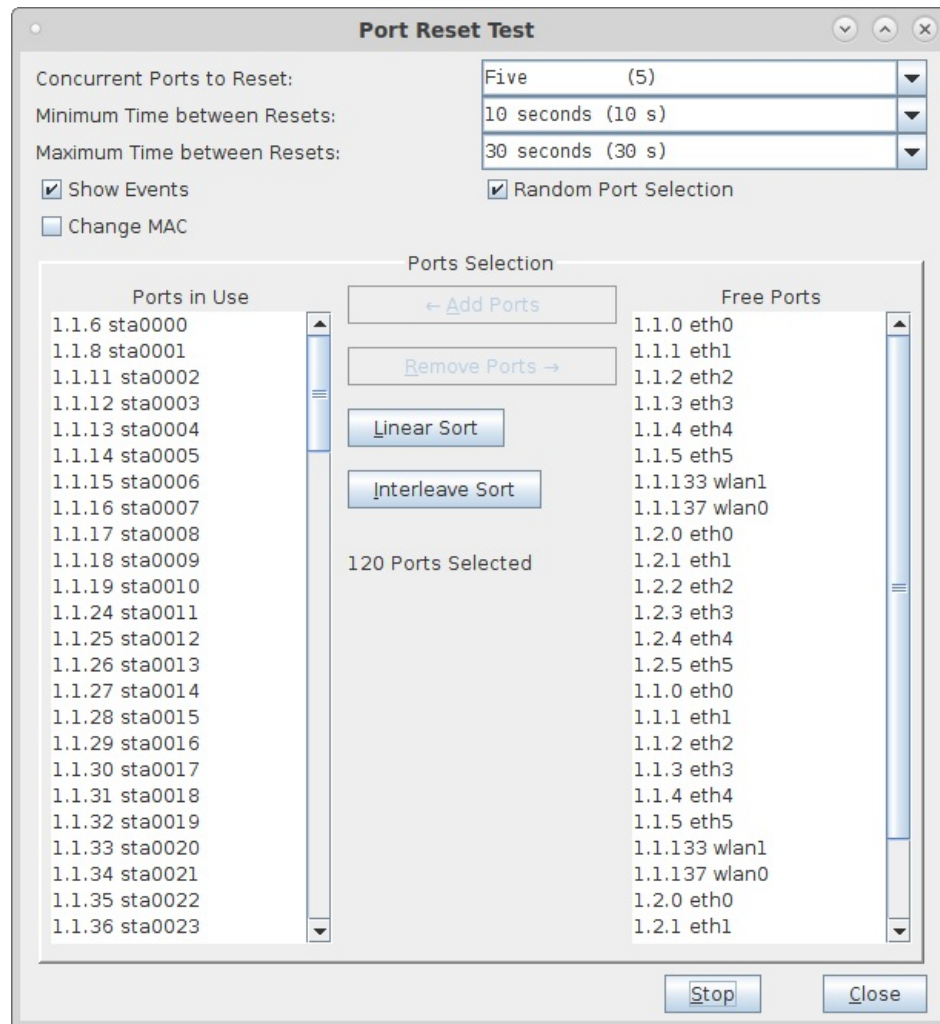 Port Reset Test
Concurrent Ports to Reset:
Five (5)
Minimum Time between Resets:
10 seconds (10 s)
Maximum Time between Resets:
30 seconds (30 s)
Show Events
Random Port Selection
Change MAC
Ports Selection
Ports in Use
1.1.6 sta0000
1.1.8 sta0001
1.1.11 sta0002
1.1.12 sta0003
1.1.13 sta0004
1.1.14 sta0005
1.1.15 sta0006
1.1.16 sta0007
1.1.17 sta0008
1.1.18 sta0009
1.1.19 sta0010
1.1.24 sta0011
1.1.25 sta0012
1.1.26 sta0013
1.1.27 sta0014
1.1.28 sta0015
1.1.29 sta0016
1.1.30 sta0017
1.1.31 sta0018
1.1.32 sta0019
1.1.33 sta0020
1.1.34 sta0021
1.1.35 sta0022
1.1.36 sta0023
← Add Ports
Remove Ports →
Linear Sort
Interleave Sort
120 Ports Selected
Free Ports
1.1.0 eth0
1.1.1 eth1
1.1.2 eth2
1.1.3 eth3
1.1.4 eth4
1.1.5 eth5
1.1.133 wlan1
1.1.137 wlan0
1.2.0 eth0
1.2.1 eth1
1.2.2 eth2
1.2.3 eth3
1.2.4 eth4
1.2.5 eth5
1.1.0 eth0
1.1.1 eth1
1.1.2 eth2
1.1.3 eth3
1.1.4 eth4
1.1.5 eth5
1.1.133 wlan1
1.1.137 wlan0
1.2.0 eth0
1.2.1 eth1
Stop
Close